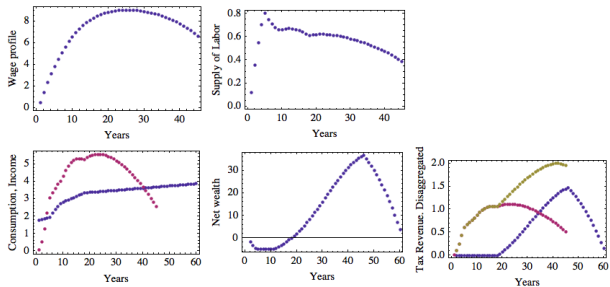 Wage profile
8
6
4
2
0
0 10 20 30 40
Years
Supply of Labor
0.8
0.6
0.4
0.2
0.0
0 10 20 30 40
Years
Consumption, Income
5
4
3
2
1
0
0 10 20 30 40 50 60
Years
Net wealth
30
20
10
0
0 10 20 30 40 50 60
Years
Tax Revenue. Disaggregated
2.0
1.5
1.0
0.5
0.0
0 10 20 30 40 50 60
Years